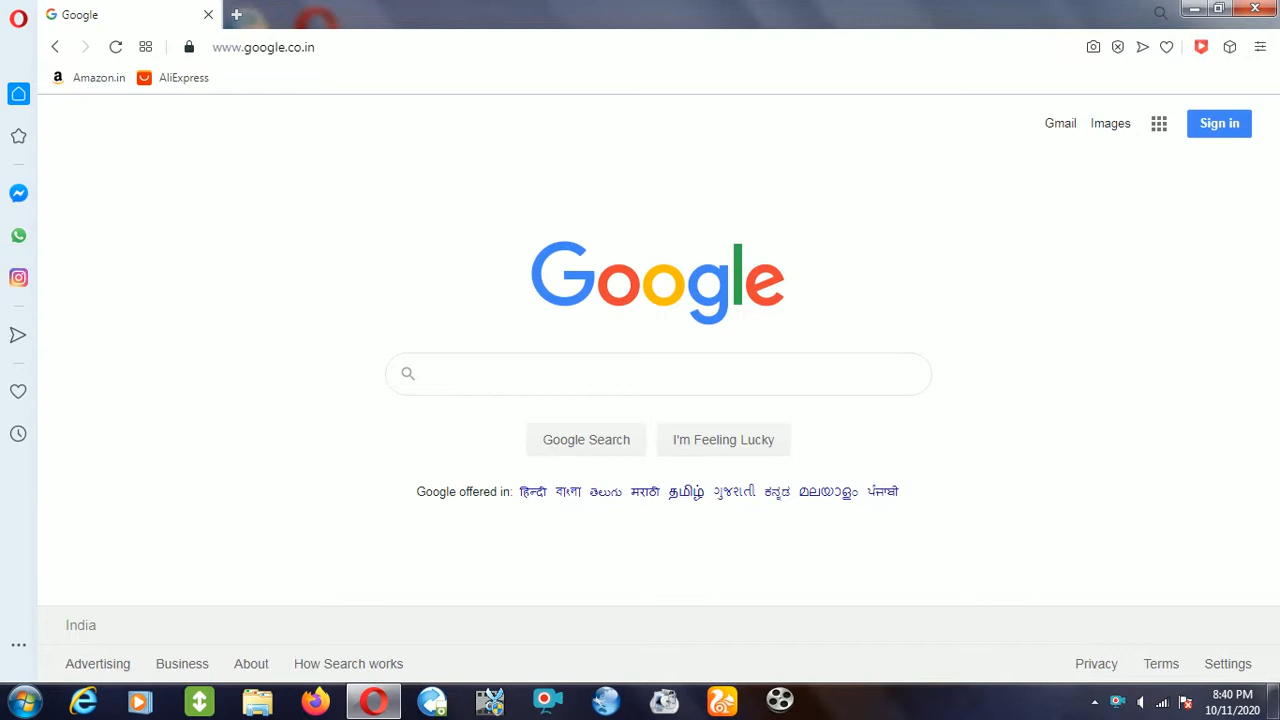 Google
www.google.co.in
Amazon.in AliExpress
Gmail Images Sign in
Google
Google Search I'm Feeling Lucky
Google offered in: हिन्दी বাংলা తెలుగు मराठी தமிழ் ગુજરાતી ಕನ್ನಡ മലയാളം ਪੰਜਾਬੀ
India
Advertising Business About How Search works Privacy Terms Settings
8:40 PM
10/11/2020